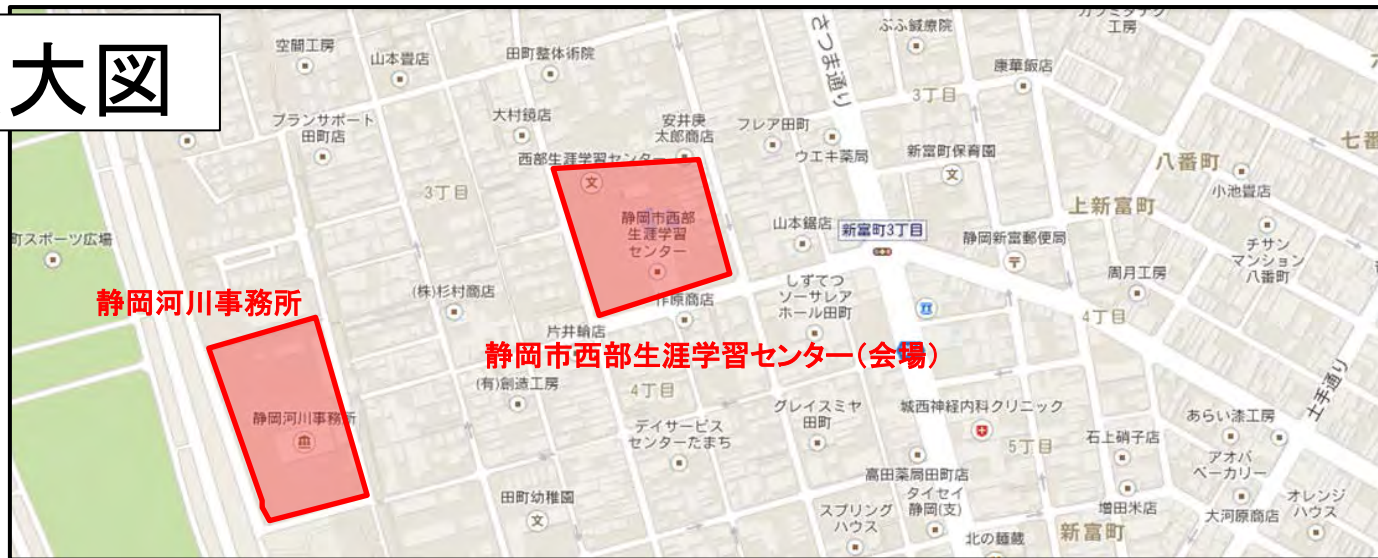 大図
空間工房
山本畳店
田町整体術院
さつま通り
ぶふ鍼療院
工房
康華飯店
3丁目
プランサポート
田町店
大村鏡店
安井庚
太郎商店
フレア田町
ウエキ薬局
新富町保育園
八番町
七番
小池畳店
西部生涯学習センター
3丁目
静岡市西部
生涯学習
センター
山本鋸店
新富町3丁目
静岡新富郵便局
上新富町
チサン
マンション
八番町
町スポーツ広場
周月工房
静岡河川事務所
(株)杉村商店
作原商店
しずてつ
ソーサレア
ホール田町
4丁目
片井輪店
静岡市西部生涯学習センター(会場)
(有)創造工房
4丁目
土手通り
静岡河川事務所
デイサービス
センターたまち
グレイスミヤ
田町
城西神経内科クリニック
5丁目
石上硝子店
あらい漆工房
アオバ
ベーカリー
田町幼稚園
高田薬局田町店
タイセイ
静岡(支)
スプリング
ハウス
北の麺蔵
新富町
増田米店
大河原商店
オレンジ
ハウス